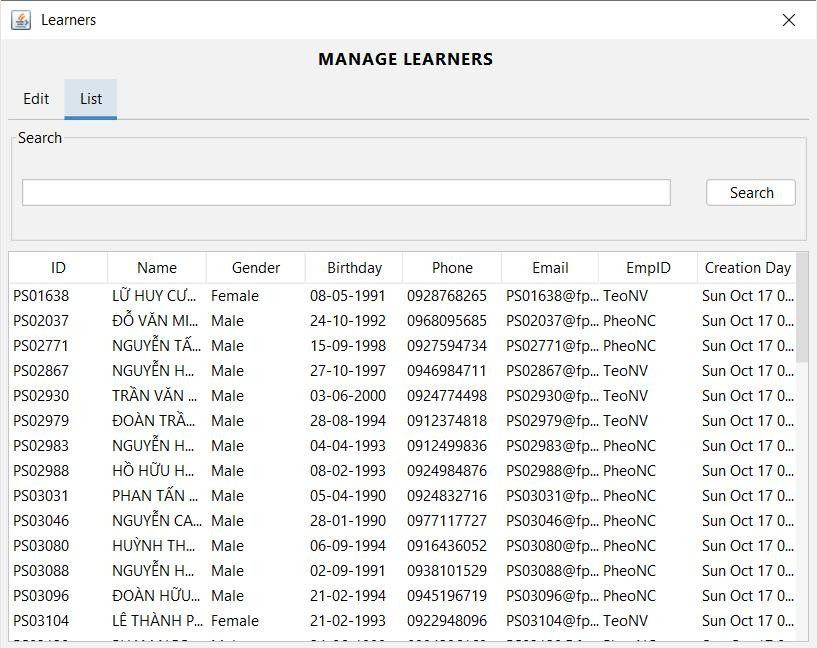 Learners
MANAGE LEARNERS
Edit List
Search
Search
ID Name Gender Birthday Phone Email EmpID Creation Day
PS01638 LỮ HUY CƯ... Female 08-05-1991 0928768265 PS01638@fp... TeoNV Sun Oct 17 0...
PS02037 ĐỖ VĂN MI... Male 24-10-1992 0968095685 PS02037@fp... PheoNC Sun Oct 17 0...
PS02771 NGUYỄN TẤ... Male 15-09-1998 0927594734 PS02771@fp... PheoNC Sun Oct 17 0...
PS02867 NGUYỄN H... Male 27-10-1997 0946984711 PS02867@fp... TeoNV Sun Oct 17 0...
PS02930 TRẦN VĂN ... Male 03-06-2000 0924774498 PS02930@fp... TeoNV Sun Oct 17 0...
PS02979 ĐOÀN TRẦ... Male 28-08-1994 0912374818 PS02979@fp... TeoNV Sun Oct 17 0...
PS02983 NGUYỄN H... Male 04-04-1993 0912499836 PS02983@fp... PheoNC Sun Oct 17 0...
PS02988 HỒ HỮU H... Male 08-02-1993 0924984876 PS02988@fp... PheoNC Sun Oct 17 0...
PS03031 PHAN TẤN ... Male 05-04-1990 0924832716 PS03031@fp... PheoNC Sun Oct 17 0...
PS03046 NGUYỄN CA... Male 28-01-1990 0977117727 PS03046@fp... PheoNC Sun Oct 17 0...
PS03080 HUỲNH TH... Male 06-09-1994 0916436052 PS03080@fp... PheoNC Sun Oct 17 0...
PS03088 NGUYỄN H... Male 02-09-1991 0938101529 PS03088@fp... PheoNC Sun Oct 17 0...
PS03096 ĐOÀN HỮU... Male 21-02-1994 0945196719 PS03096@fp... PheoNC Sun Oct 17 0...
PS03104 LÊ THÀNH P... Female 21-02-1993 0922948096 PS03104@fp... TeoNV Sun Oct 17 0...